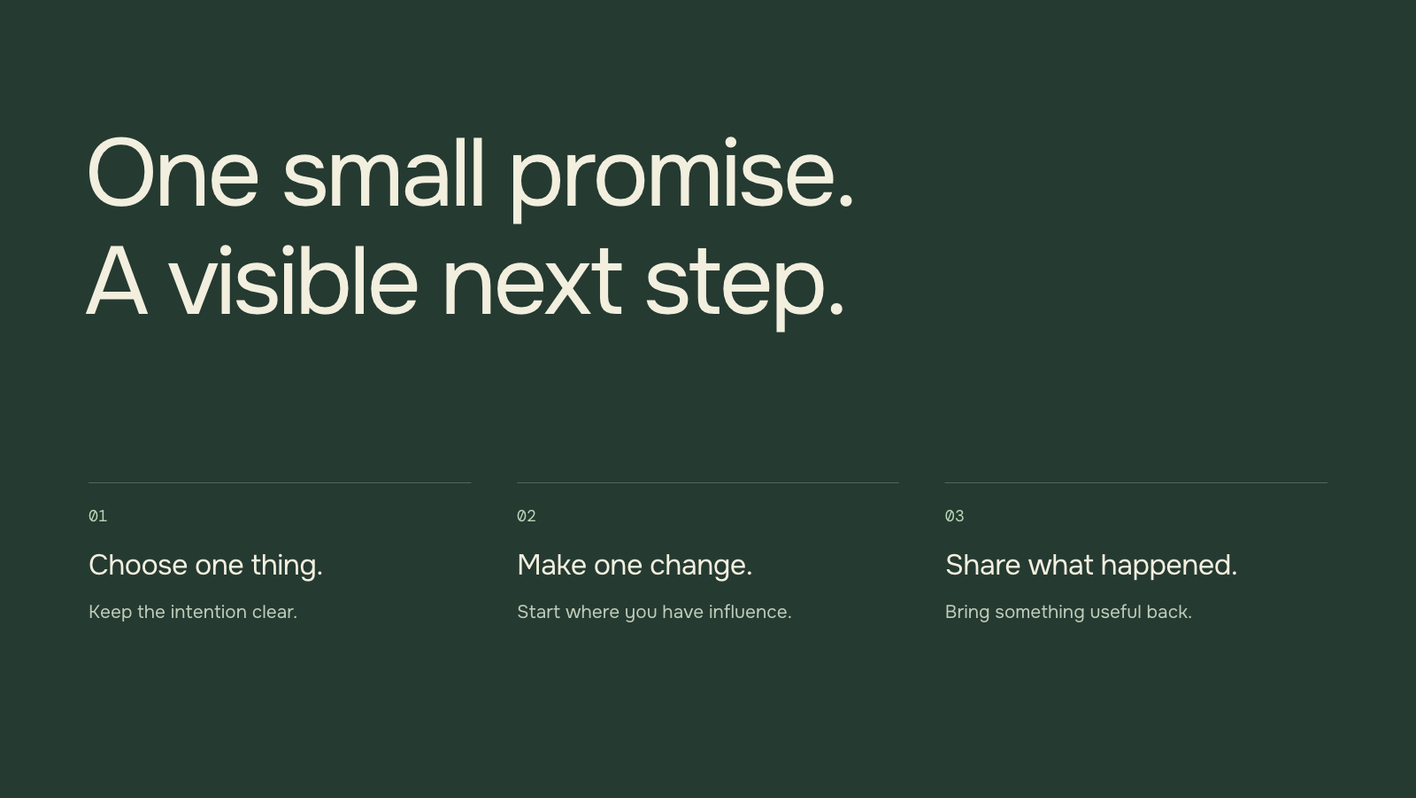 One small promise.
A visible next step.
01
Choose one thing.
Keep the intention clear.
02
Make one change.
Start where you have influence.
03
Share what happened.
Bring something useful back.